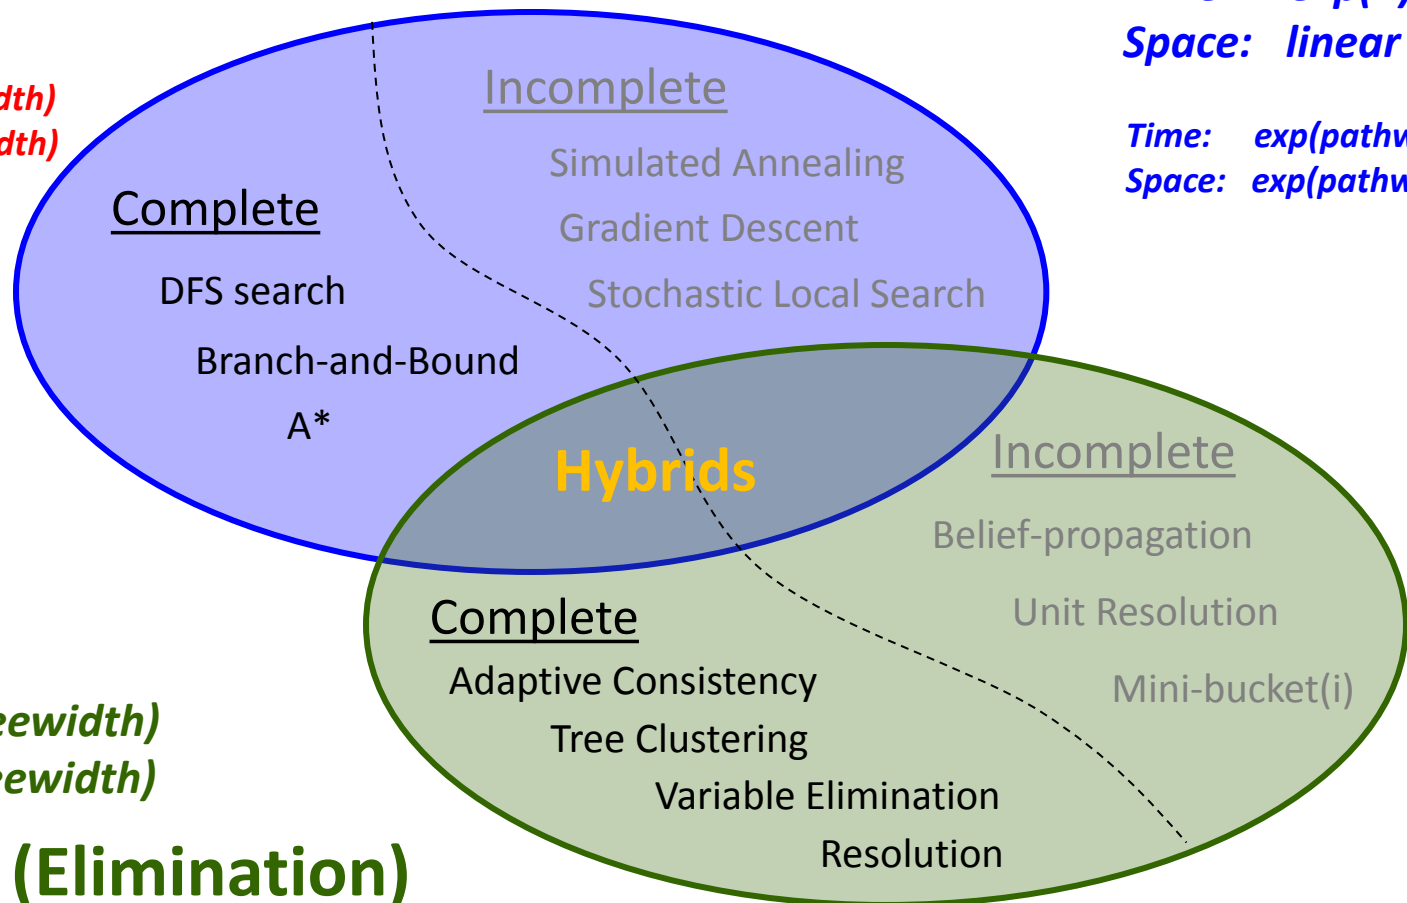 Space: linear
dth)
dth)
Time: exp(pathw
Space: exp(pathw
Incomplete
Simulated Annealing
Gradient Descent
Stochastic Local Search
Complete
DFS search
Branch-and-Bound
A*
Hybrids
Incomplete
Belief-propagation
Unit Resolution
Mini-bucket(i)
Complete
Adaptive Consistency
Tree Clustering
Variable Elimination
Resolution
eewidth)
eewidth)
(Elimination)